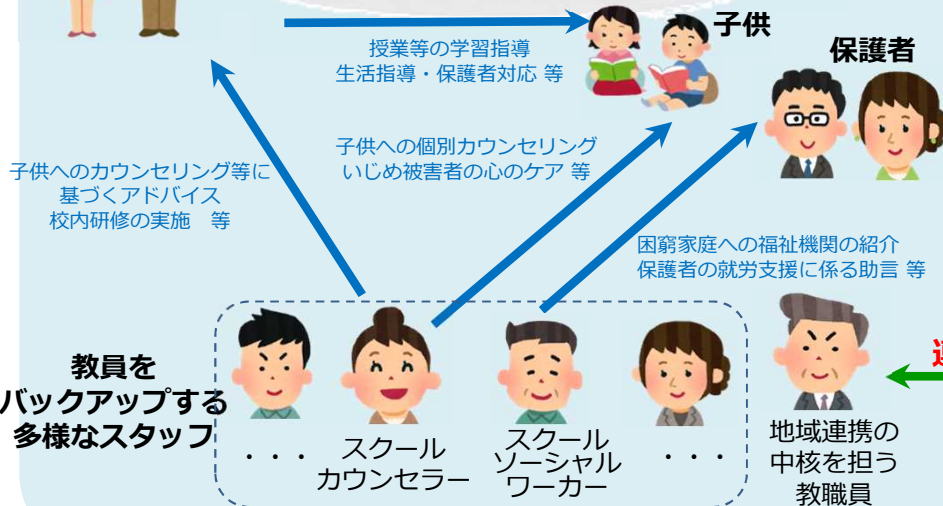 子供
授業等の学習指導
生活指導・保護者対応 等
保護者
子供へのカウンセリング等に
基づくアドバイス
校内研修の実施　等
子供への個別カウンセリング
いじめ被害者の心のケア 等
困窮家庭への福祉機関の紹介
保護者の就労支援に係る助言 等
教員を
バックアップする
多様なスタッフ
・・・
スクール
カウンセラー
スクール
ソーシャル
ワーカー
・・・
地域連携の
中核を担う
教職員